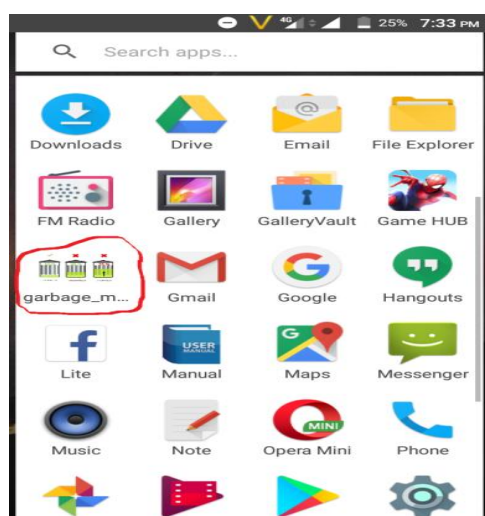 4G 25% 7:33 PM
Search apps...
Downloads Drive Email File Explorer
FM Radio Gallery GalleryVault Game HUB
garbage_m... Gmail Google Hangouts
USER
MANUAL
Lite Manual Maps Messenger
MINI
Music Note Opera Mini Phone